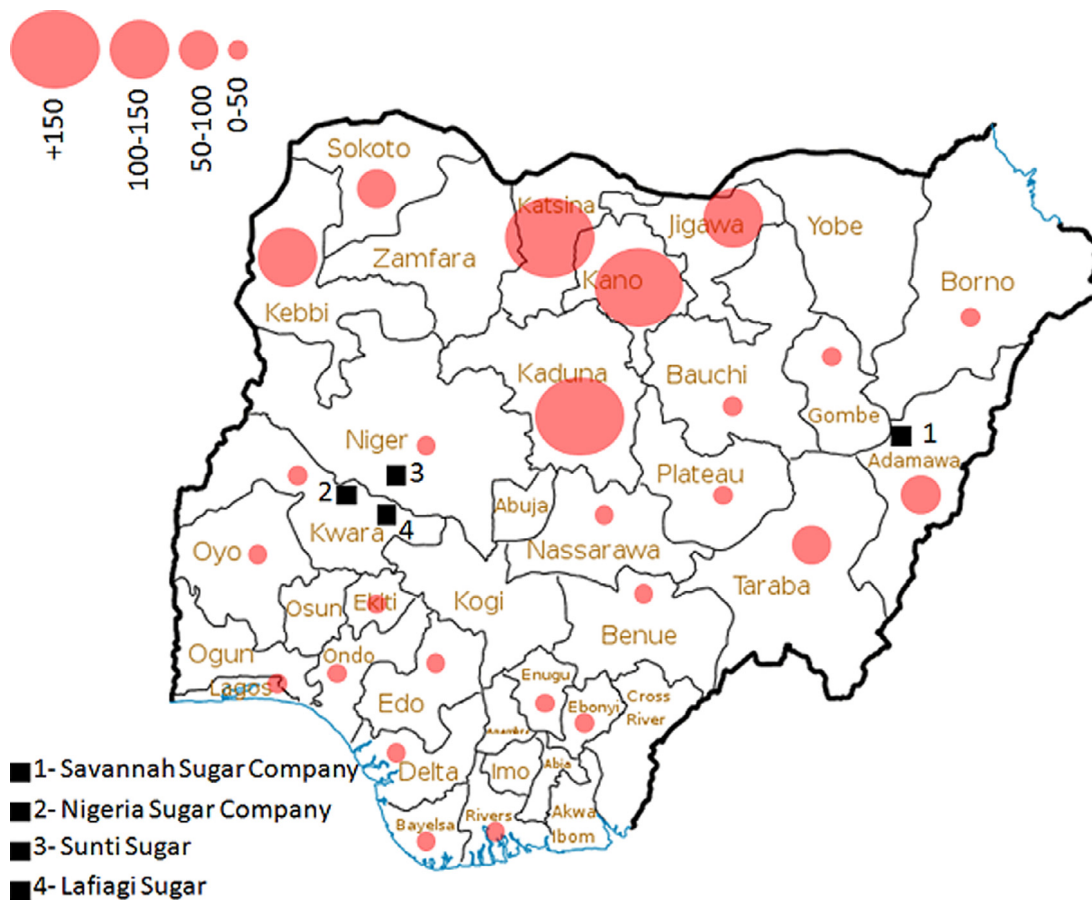 +150
100-150
50-100
0-50
Sokoto
Katsina
Jigawa
Yobe
Zamfara
Kano
Borno
Kebbi
Kaduna
Bauchi
Gombe
1
Niger
Adamawa
Plateau
3
2
Abuja
4
Kwara
Nassarawa
Oyo
Taraba
Osun
Ekiti
Kogi
Benue
Ogun
Ondo
Lagos
Enugu
Edo
Ebonyi
Cross
River
Delta
Imo
Abia
Bayelsa
Rivers
Akwa
Ibom
1- Savannah Sugar Company
2- Nigeria Sugar Company
3- Sunti Sugar
4- Lafiagi Sugar